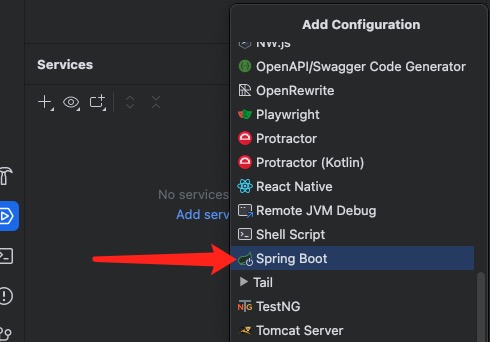 Add Configuration
NW.js
Services
OpenAPI/Swagger Code Generator
OpenRewrite
Playwright
Protractor
Protractor (Kotlin)
React Native
No services
Add serv
Remote JVM Debug
Shell Script
Spring Boot
Tail
TestNG
Tomcat Server